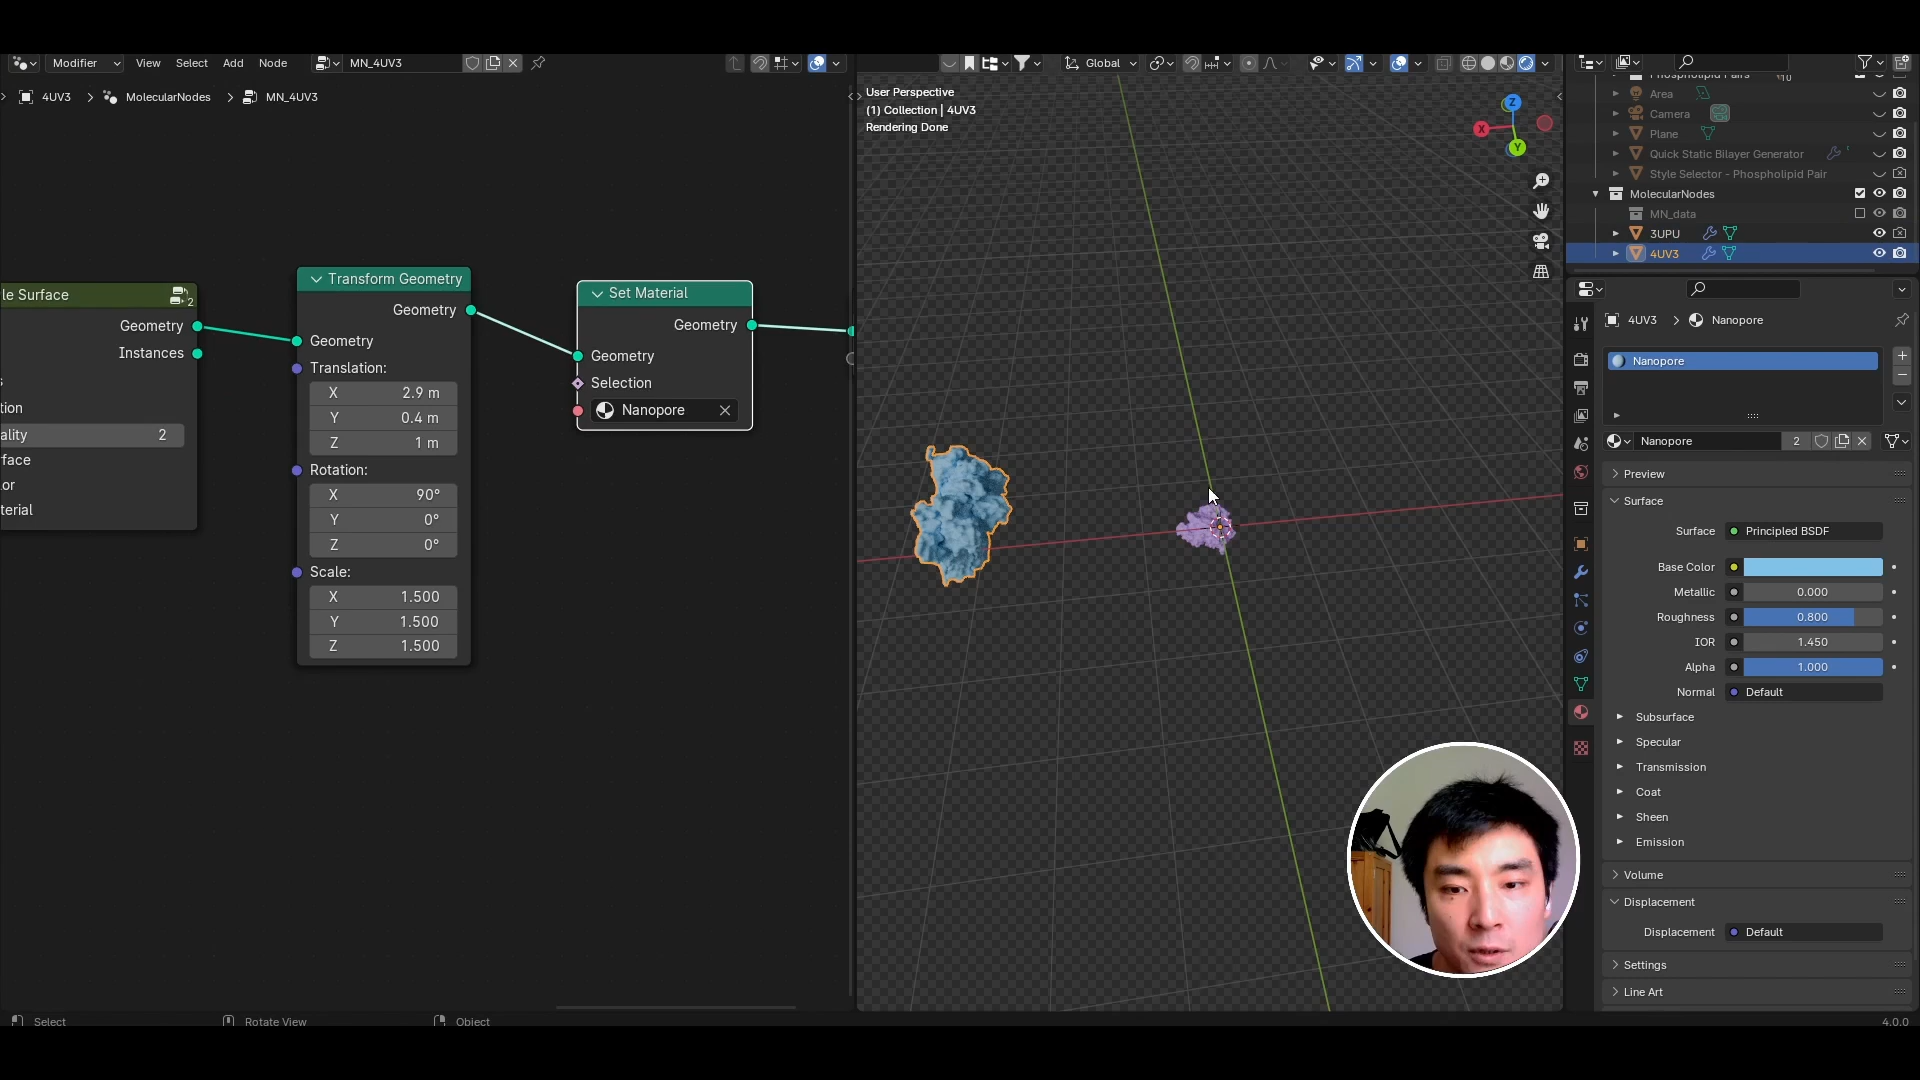 Modifier
View
Select
Add
Node
MN_4UV3
Global
4UV3
MolecularNodes
MN_4UV3
User Perspective
(1) Collection | 4UV3
Rendering Done
Z
X
Y
le Surface
2
Geometry
Instances
tion
ality 2
rface
or
terial
Transform Geometry
Geometry
Geometry
Translation:
X 2.9 m
Y 0.4 m
Z 1 m
Rotation:
X 90°
Y 0°
Z 0°
Scale:
X 1.500
Y 1.500
Z 1.500
Set Material
Geometry
Geometry
Selection
Nanopore
Phospholipid Pairs
Area
Camera
Plane
Quick Static Bilayer Generator
Style Selector - Phospholipid Pair
MolecularNodes
MN_data
3UPU
4UV3
4UV3 Nanopore
Nanopore
Nanopore 2
Preview
Surface
Surface Principled BSDF
Base Color
Metallic 0.000
Roughness 0.800
IOR 1.450
Alpha 1.000
Normal Default
Subsurface
Specular
Transmission
Coat
Sheen
Emission
Volume
Displacement
Displacement Default
Settings
Line Art
Select
Rotate View
Object
4.0.0